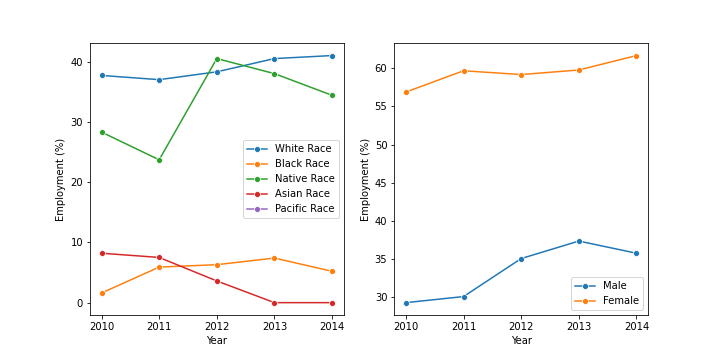 40
30
20
10
0
Employment (%)
2010 2011 2012 2013 2014
Year
White Race
Black Race
Native Race
Asian Race
Pacific Race
60
55
50
45
40
35
30
Employment (%)
2010 2011 2012 2013 2014
Year
Male
Female